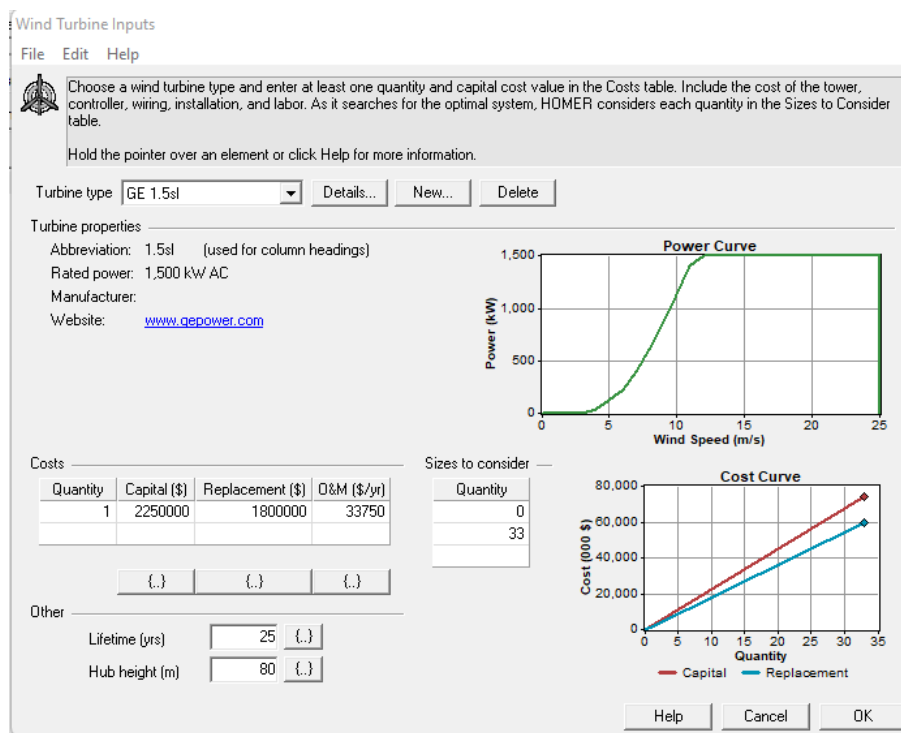 Wind Turbine Inputs
File Edit Help
Choose a wind turbine type and enter at least one quantity and capital cost value in the Costs table. Include the cost of the tower,
controller, wiring, installation, and labor. As it searches for the optimal system, HOMER considers each quantity in the Sizes to Consider
table.
Hold the pointer over an element or click Help for more information.
Turbine type GE 1.5sl Details... New... Delete
Turbine properties
Abbreviation: 1.5sl (used for column headings)
Rated power: 1,500 kW AC
Manufacturer:
Website: www.gepower.com
Power Curve
1,500
1,000
500
0
Power (kW)
0 5 10 15 20 25
Wind Speed (m/s)
Costs
Quantity Capital ($) Replacement ($) O&M ($/yr)
1 2250000 1800000 33750
{..} {..} {..}
Sizes to consider
Quantity
0
33
Cost Curve
80,000
60,000
40,000
20,000
0
Cost (000 $)
0 5 10 15 20 25 30 35
Quantity
Capital Replacement
Other
Lifetime (yrs) 25 {..}
Hub height (m) 80 {..}
Help Cancel OK